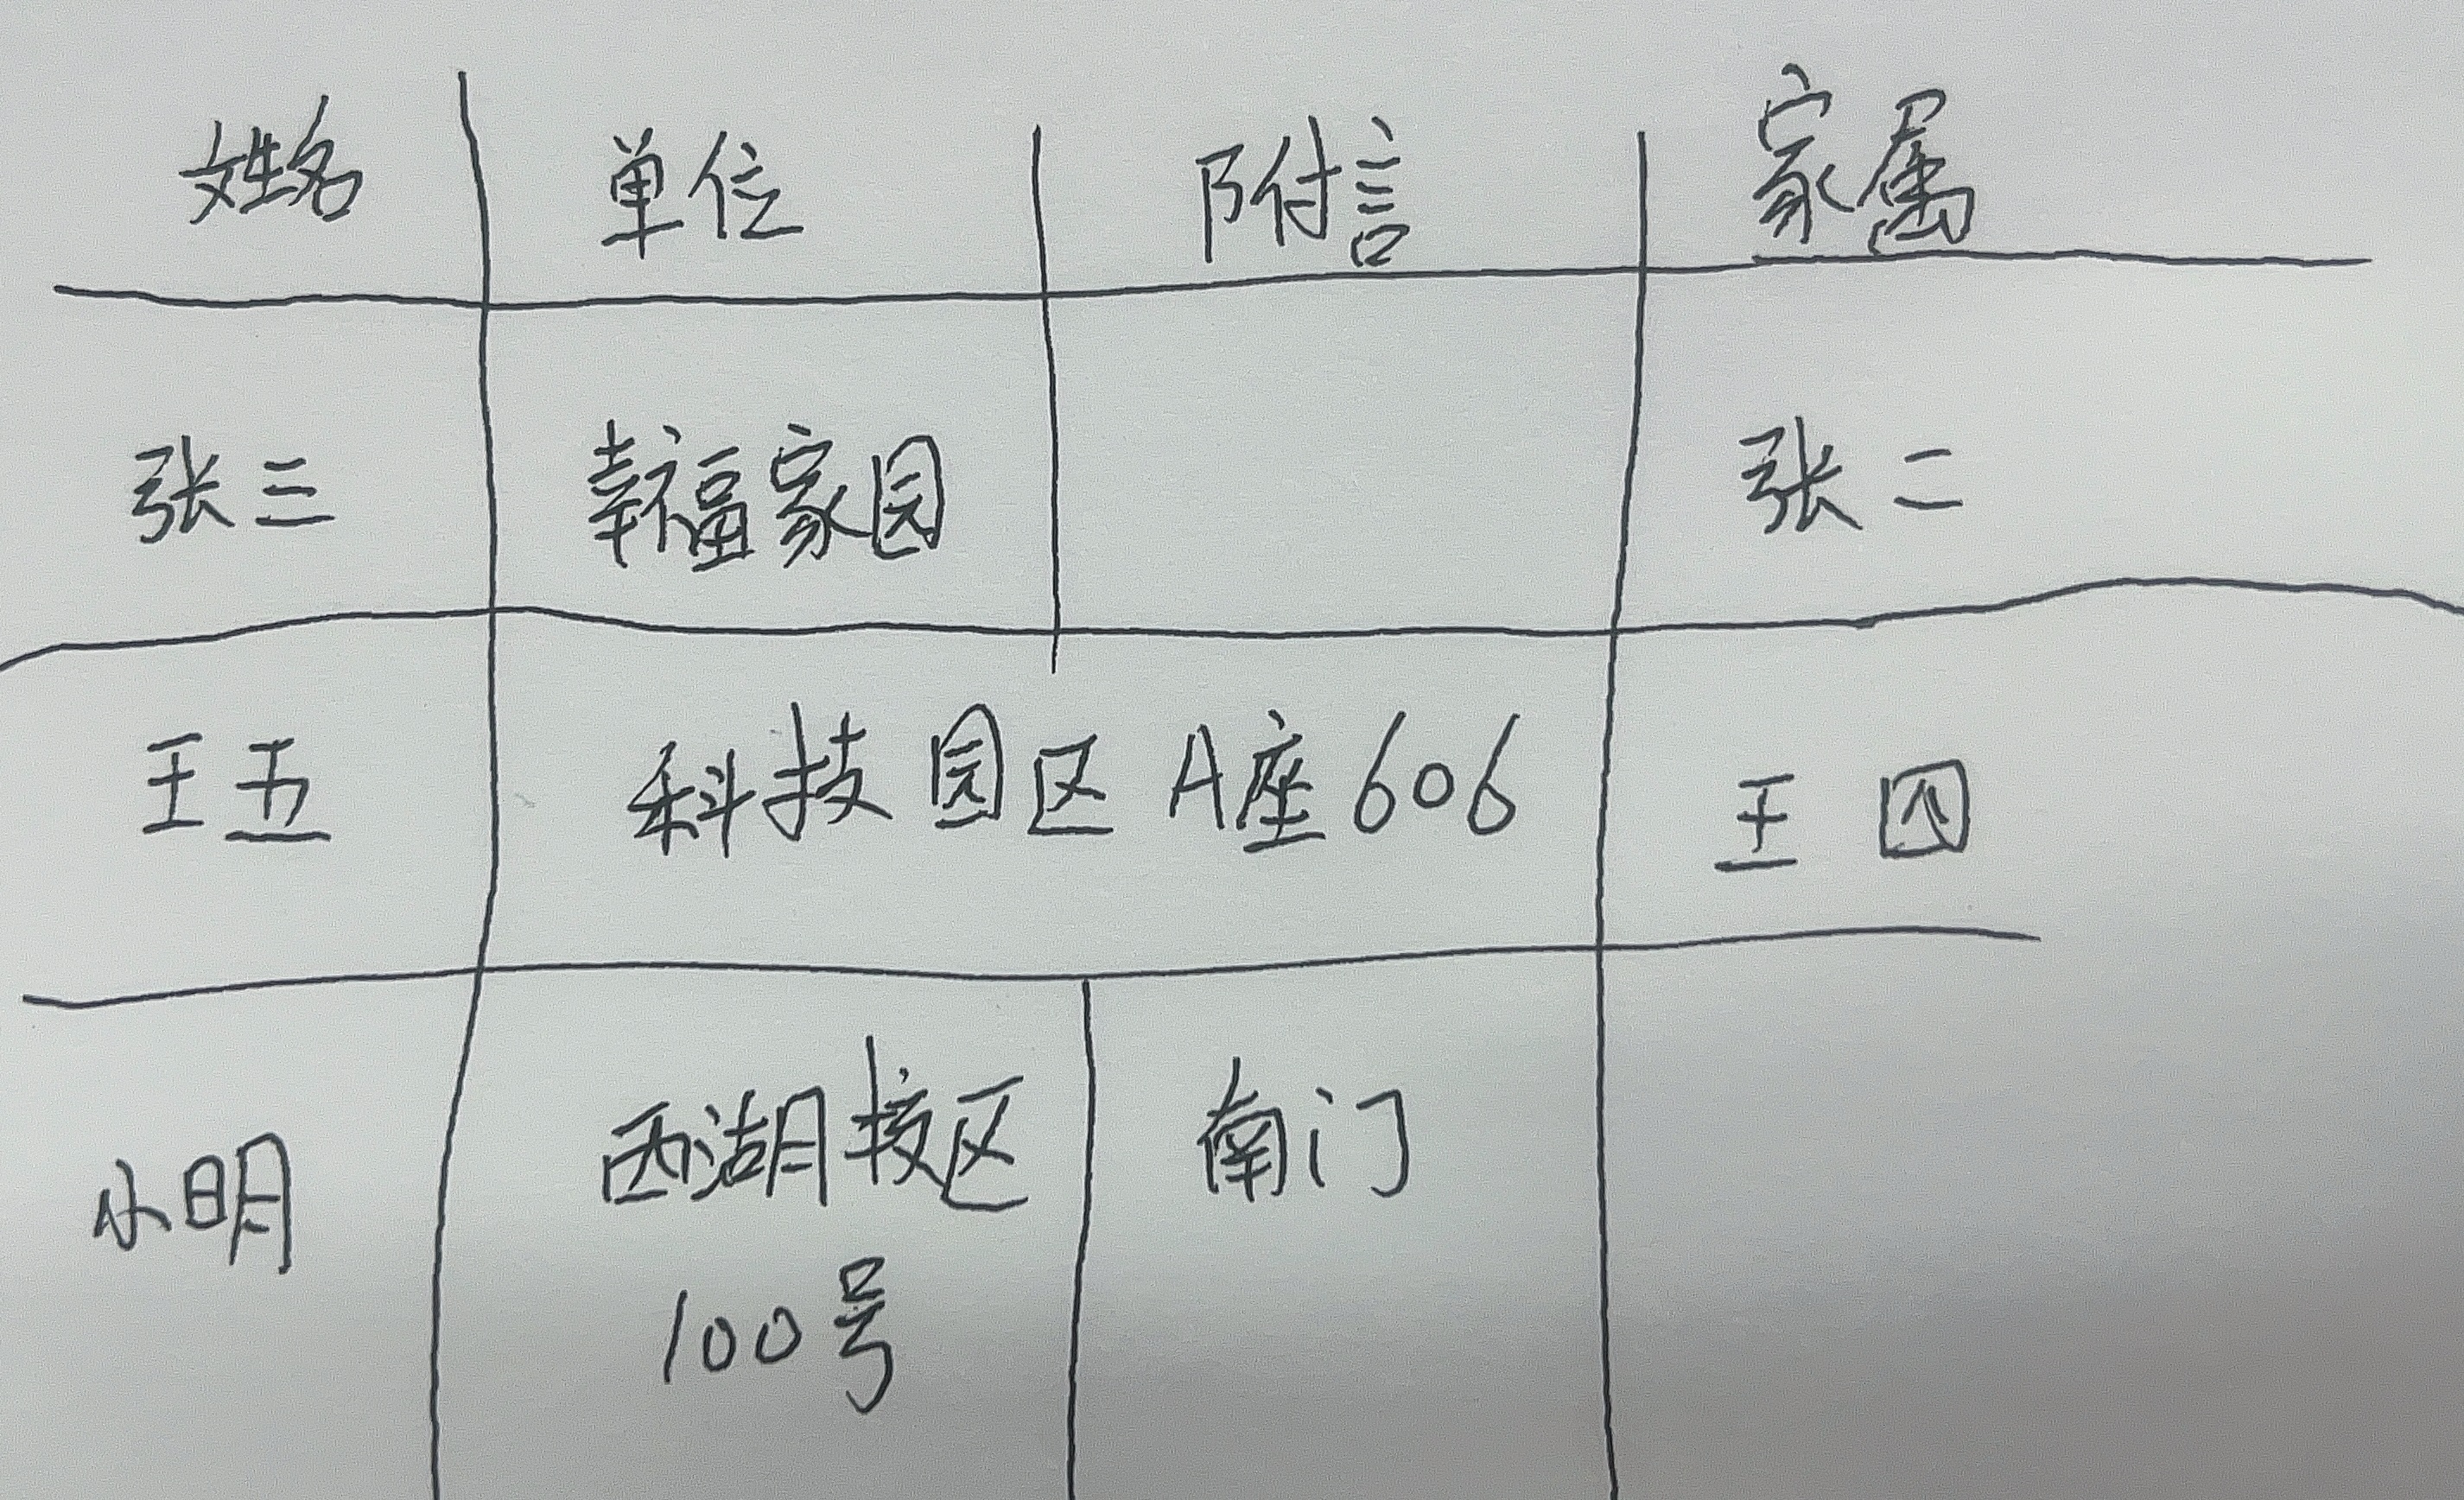 姓名 单位 附言 家属
张三 幸福家园 张二
王五 科技园区A座606 王囚
小明 西湖校区 南门
100号